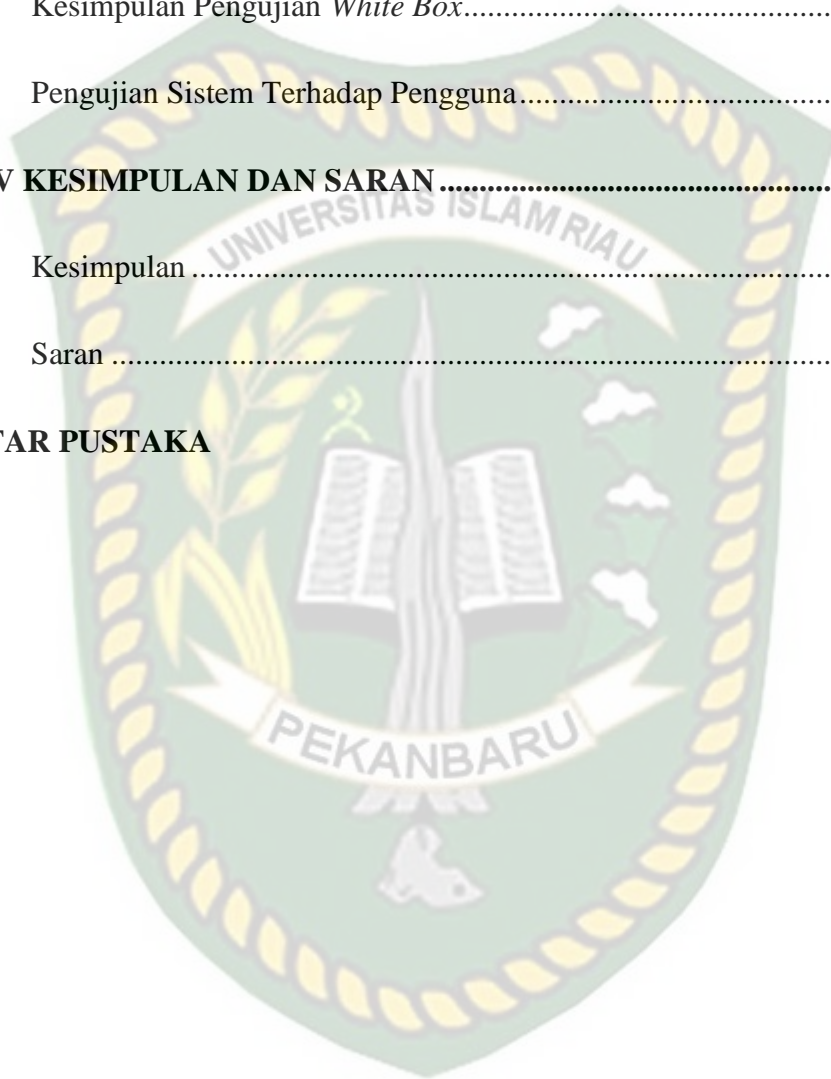 Kesimpulan Pengujian White Box........................................................
Pengujian Sistem Terhadap Pengguna................................................
V KESIMPULAN DAN SARAN......................................................
UNIVERSITAS ISLAM RIAU
Kesimpulan ..........................................................................................
Saran ....................................................................................................
TAR PUSTAKA
PEKANBARU